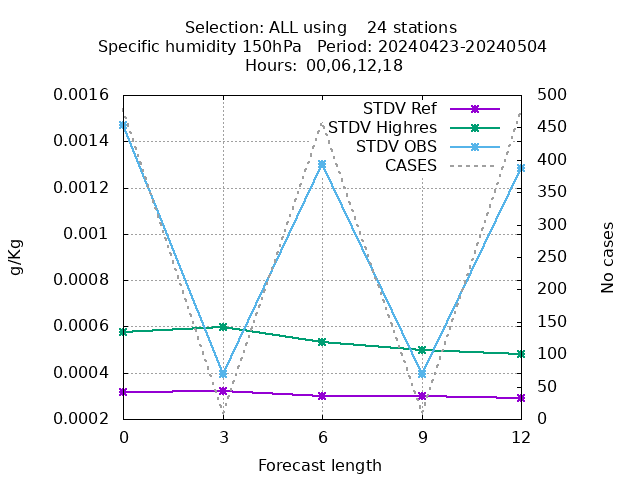 Selection: ALL using    24 stations
Specific humidity 150hPa   Period: 20240423-20240504
Hours:  00,06,12,18
STDV Ref
STDV Highres
STDV OBS
CASES
0.0016
0.0014
0.0012
0.001
0.0008
0.0006
0.0004
0.0002
500
450
400
350
300
250
200
150
100
50
0
g/Kg
No cases
0 3 6 9 12
Forecast length